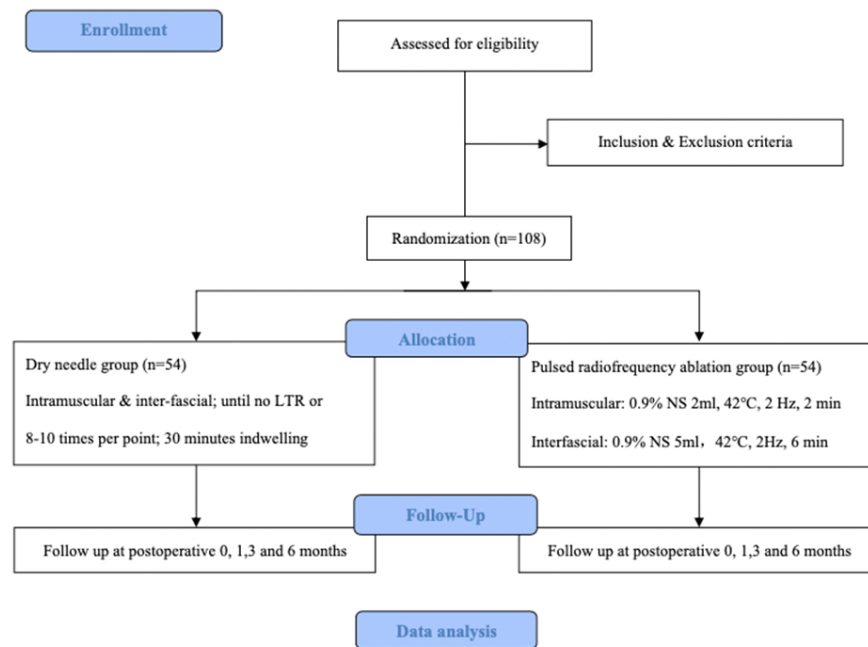 Enrollment
Assessed for eligibility
Inclusion & Exclusion criteria
Randomization (n=108)
Allocation
Dry needle group (n=54)
Intramuscular & inter-fascial; until no LTR or
8-10 times per point; 30 minutes indwelling
Pulsed radiofrequency ablation group (n=54)
Intramuscular: 0.9% NS 2ml, 42℃, 2 Hz, 2 min
Interfascial: 0.9% NS 5ml，42℃, 2Hz, 6 min
Follow-Up
Follow up at postoperative 0, 1,3 and 6 months
Follow up at postoperative 0, 1,3 and 6 months
Data analysis